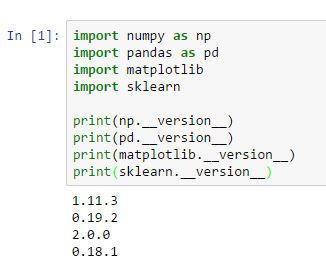 In [1]: import numpy as np
import pandas as pd
import matplotlib
import sklearn
print(np.__version__)
print(pd.__version__)
print(matplotlib.__version__)
print(sklearn.__version__)
1.11.3
0.19.2
2.0.0
0.18.1